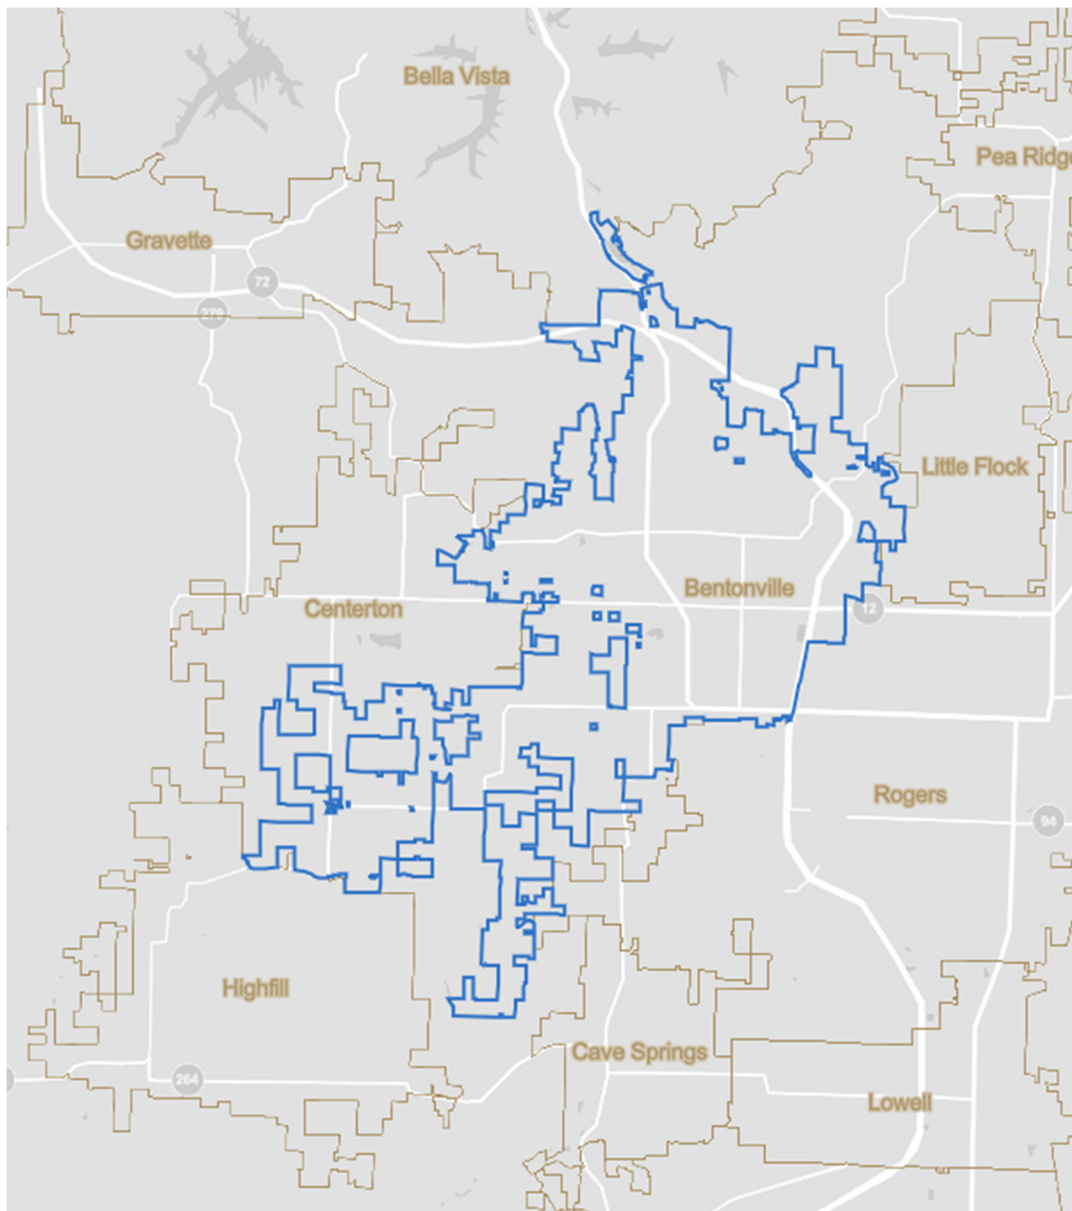 Bella Vista
Pea Ridge
Gravette
72
279
Little Flock
Bentonville
Centerton
12
Rogers
94
Highfill
Cave Springs
264
Lowell